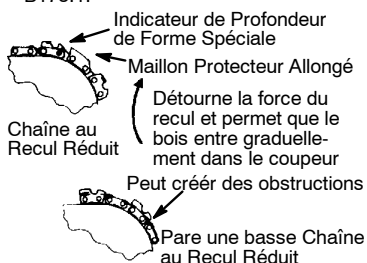 Indicateur de Profondeur
de Forme Spéciale
Maillon Protecteur Allongé
Détourne la force du
recul et permet que le
bois entre graduelle-
ment dans le coupeur
Chaîne au
Recul Réduit
Peut créér des obstructions
Pare une basse Chaîne
au Recul Réduit